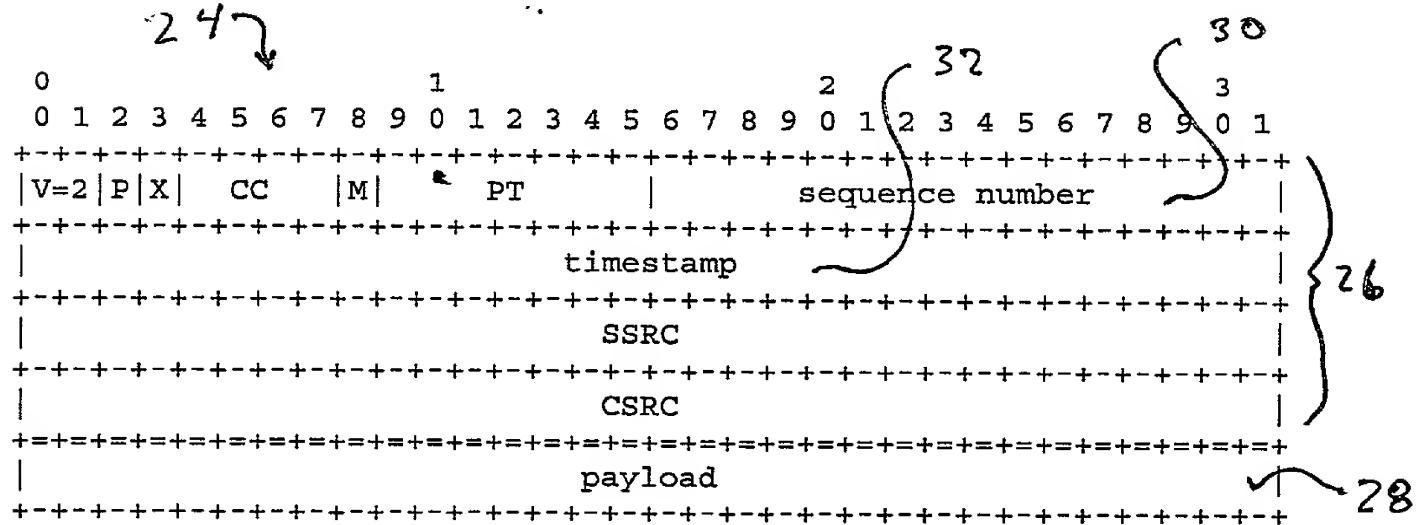 24
30
32
0 1 2 3
0 1 2 3 4 5 6 7 8 9 0 1 2 3 4 5 6 7 8 9 0 1 2 3 4 5 6 7 8 9 0 1
+-+-+-+-+-+-+-+-+-+-+-+-+-+-+-+-+-+-+-+-+-+-+-+-+-+-+-+-+-+-+-+-+
|V=2|P|X| CC |M| PT | sequence number |
+-+-+-+-+-+-+-+-+-+-+-+-+-+-+-+-+-+-+-+-+-+-+-+-+-+-+-+-+-+-+-+-+
| timestamp |
+-+-+-+-+-+-+-+-+-+-+-+-+-+-+-+-+-+-+-+-+-+-+-+-+-+-+-+-+-+-+-+-+
26
| SSRC |
+-+-+-+-+-+-+-+-+-+-+-+-+-+-+-+-+-+-+-+-+-+-+-+-+-+-+-+-+-+-+-+-+
| CSRC |
+=+=+=+=+=+=+=+=+=+=+=+=+=+=+=+=+=+=+=+=+=+=+=+=+=+=+=+=+=+=+=+=+
| payload |
28
+-+-+-+-+-+-+-+-+-+-+-+-+-+-+-+-+-+-+-+-+-+-+-+-+-+-+-+-+-+-+-+-+